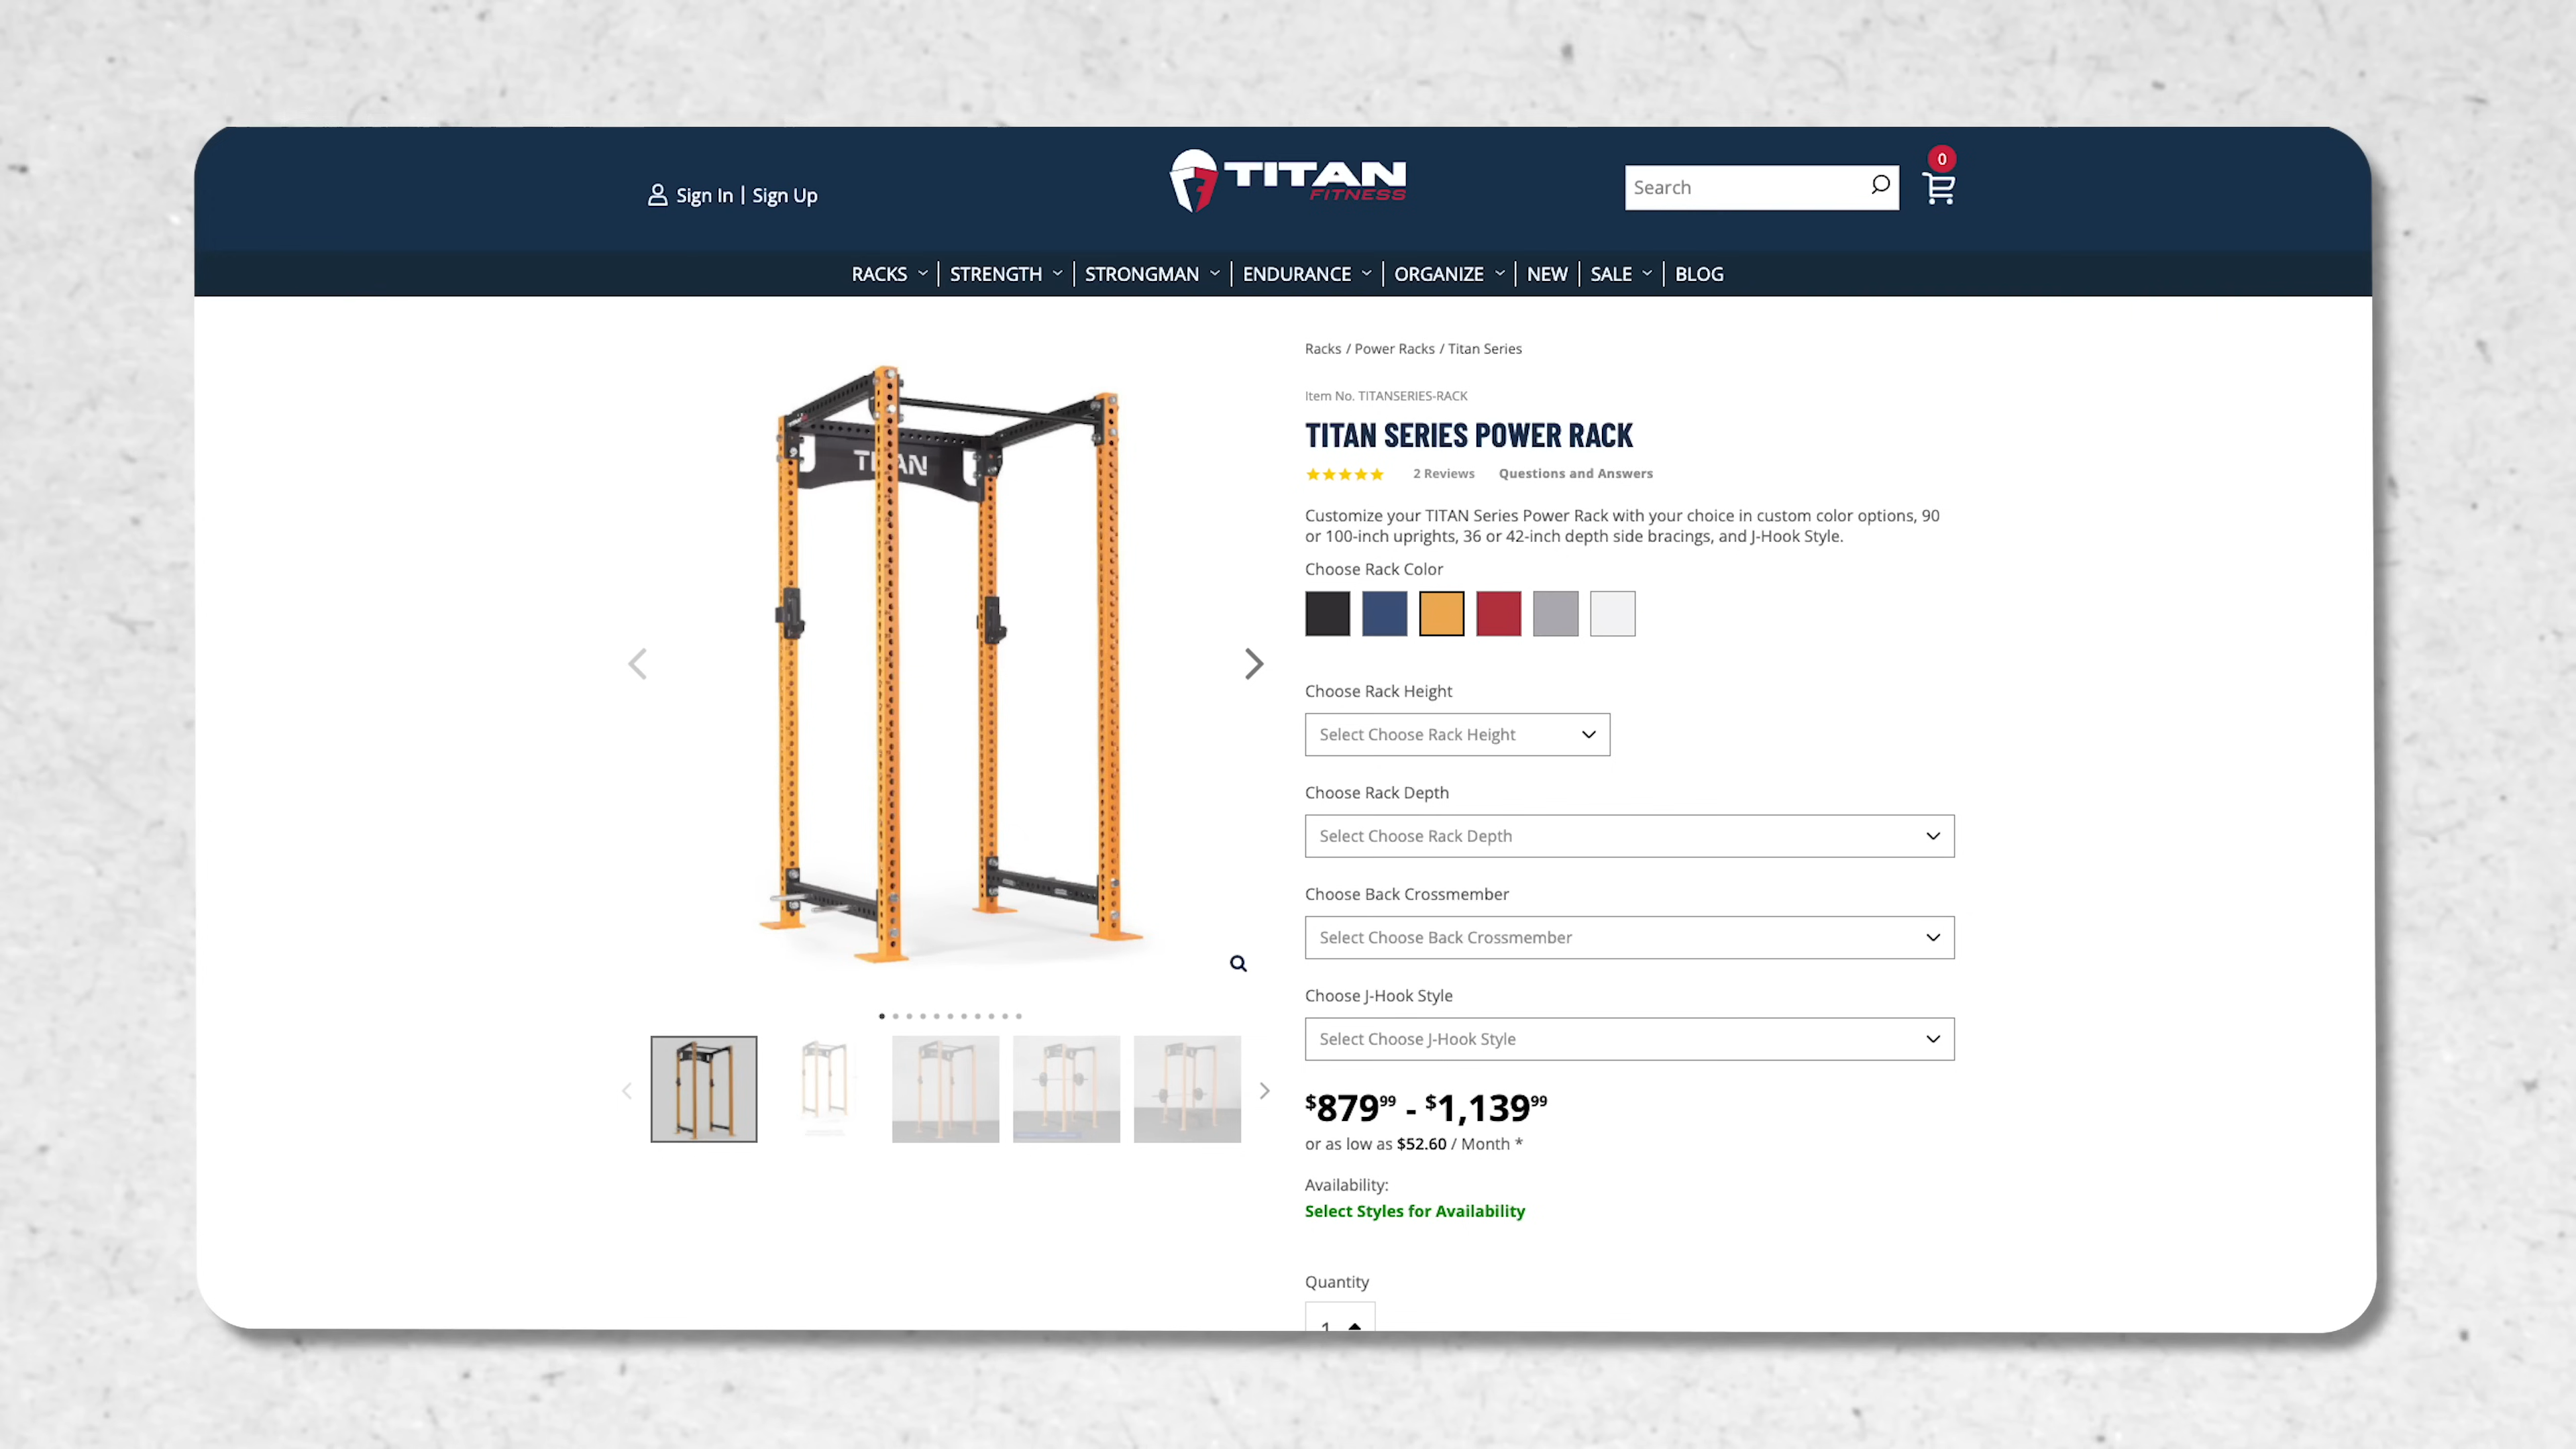 Sign In | Sign Up
TITAN
FITNESS
Search
0
RACKS
STRENGTH
STRONGMAN
ENDURANCE
ORGANIZE
NEW
SALE
BLOG
TITAN
Racks / Power Racks / Titan Series
Item No. TITANSERIES-RACK
TITAN SERIES POWER RACK
2 Reviews
Questions and Answers
Customize your TITAN Series Power Rack with your choice in custom color options, 90
or 100-inch uprights, 36 or 42-inch depth side bracings, and J-Hook Style.
Choose Rack Color
Choose Rack Height
Select Choose Rack Height
Choose Rack Depth
Select Choose Rack Depth
Choose Back Crossmember
Select Choose Back Crossmember
Choose J-Hook Style
Select Choose J-Hook Style
$879.99 - $1,139.99
or as low as $52.60 / Month *
Availability:
Select Styles for Availability
Quantity
1